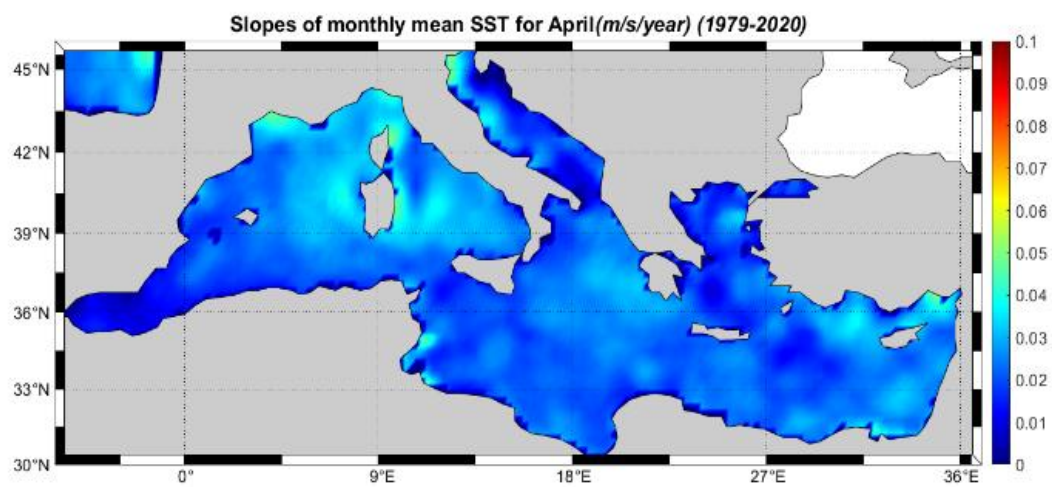 Slopes of monthly mean SST for April(m/s/year) (1979-2020)
45°N
42°N
39°N
36°N
33°N
30°N
0°
9°E
18°E
27°E
36°E
0.1
0.09
0.08
0.07
0.06
0.05
0.04
0.03
0.02
0.01
0